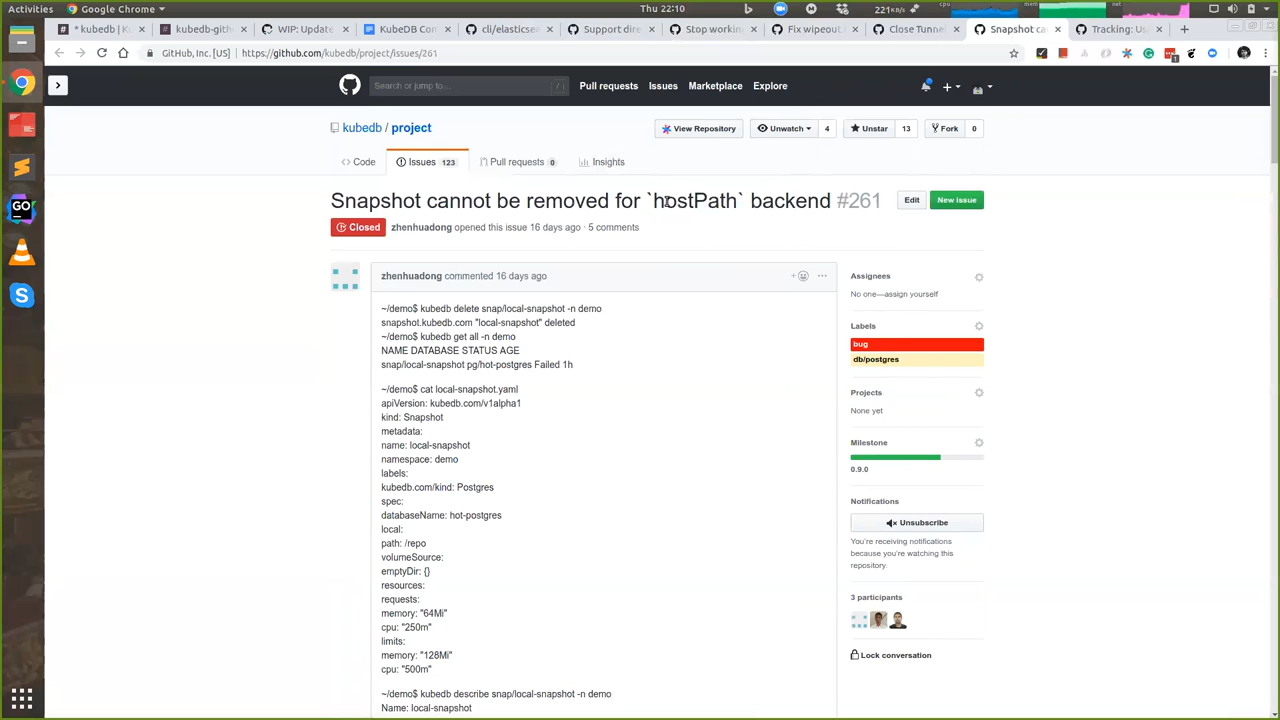 Activities
Google Chrome
Thu 22:10
221KB/s
cpu
mem
net
* kubedb | K
kubedb-gith
WIP: Update
KubeDB Com
cli/elasticse
Support dire
Stop workin
Fix wipeout
Close Tunne
Snapshot ca
Tracking: Us
GitHub, Inc. [US]
https://github.com/kubedb/project/issues/261
Search or jump to...
/
Pull requests
Issues
Marketplace
Explore
kubedb / project
View Repository
Unwatch
4
Unstar
13
Fork
0
Code
Issues 123
Pull requests 0
Insights
Snapshot cannot be removed for `hostPath` backend #261
Edit
New issue
Closed
zhenhuadong opened this issue 16 days ago · 5 comments
zhenhuadong commented 16 days ago
~/demo$ kubedb delete snap/local-snapshot -n demo
snapshot.kubedb.com "local-snapshot" deleted
~/demo$ kubedb get all -n demo
NAME DATABASE STATUS AGE
snap/local-snapshot pg/hot-postgres Failed 1h
~/demo$ cat local-snapshot.yaml
apiVersion: kubedb.com/v1alpha1
kind: Snapshot
metadata:
name: local-snapshot
namespace: demo
labels:
kubedb.com/kind: Postgres
spec:
databaseName: hot-postgres
local:
path: /repo
volumeSource:
emptyDir: {}
resources:
requests:
memory: "64Mi"
cpu: "250m"
limits:
memory: "128Mi"
cpu: "500m"
~/demo$ kubedb describe snap/local-snapshot -n demo
Name: local-snapshot
Assignees
No one—assign yourself
Labels
bug
db/postgres
Projects
None yet
Milestone
0.9.0
Notifications
Unsubscribe
You're receiving notifications
because you're watching this
repository.
3 participants
Lock conversation
GO